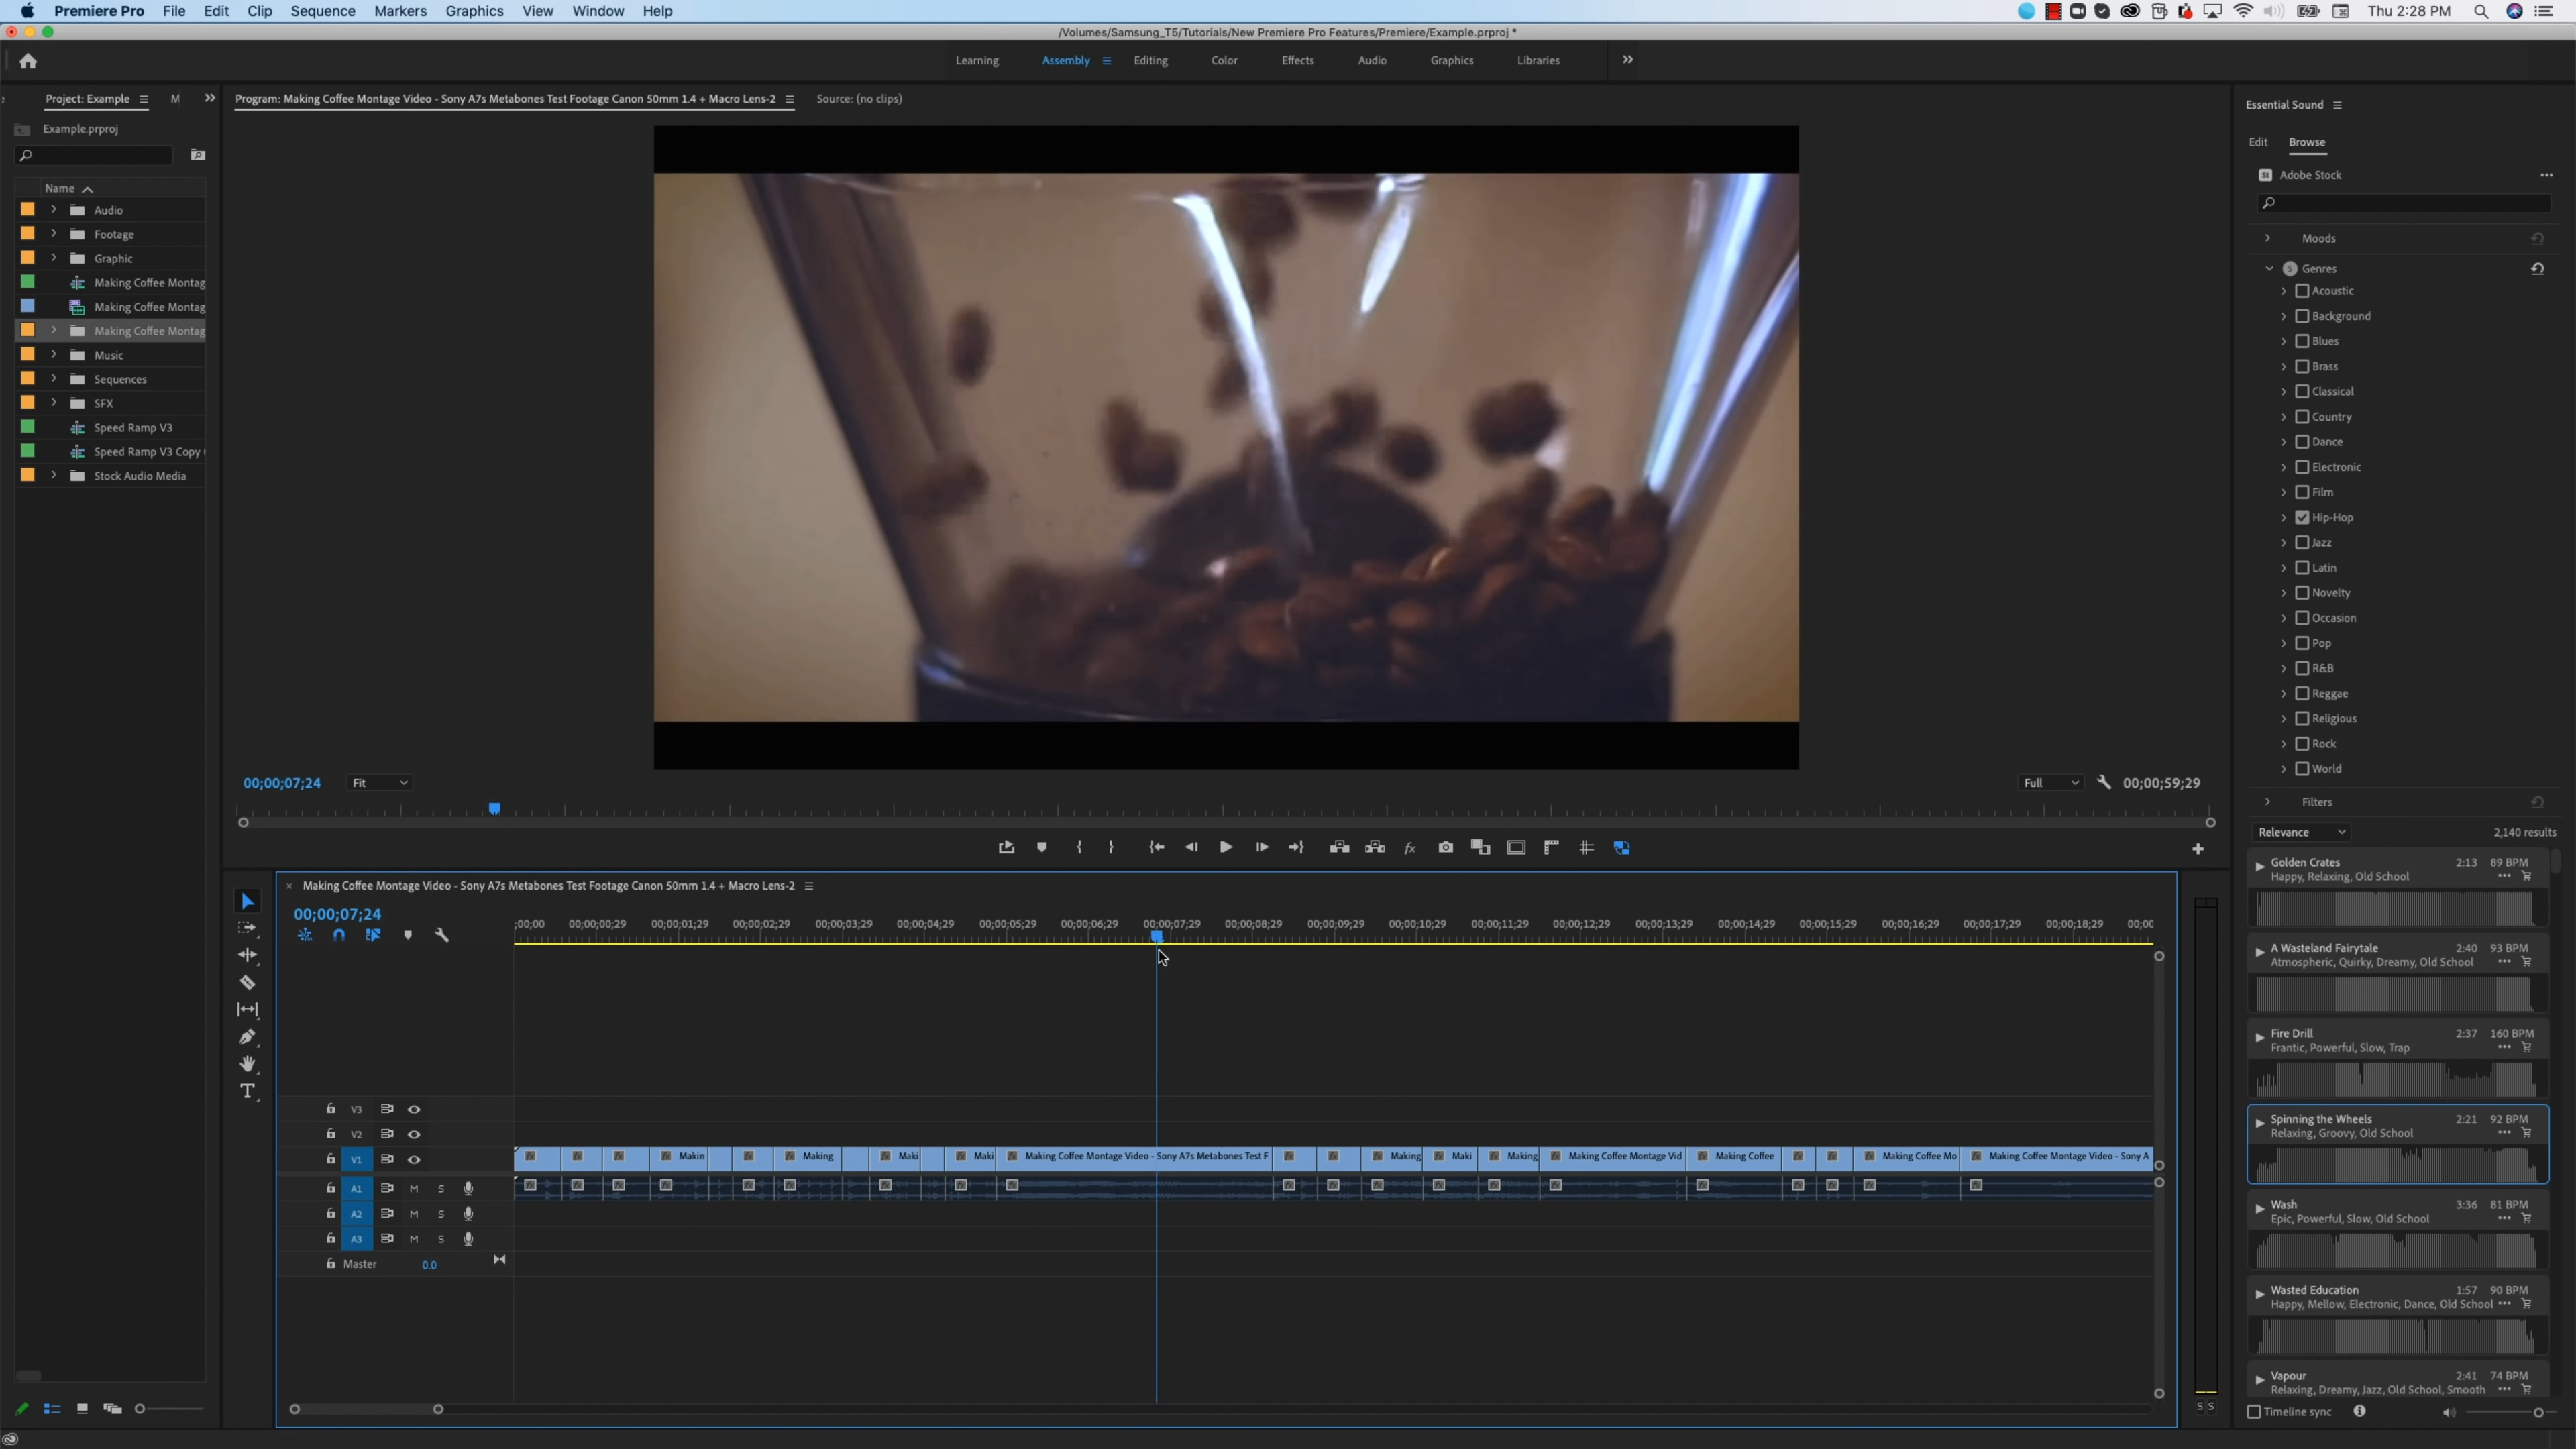 Premiere Pro File Edit Clip Sequence Markers Graphics View Window Help Thu 2:28 PM
/Volumes/Samsung_T5/Tutorials/New Premiere Pro Features/Premiere/Example.prproj *
Learning Assembly Editing Color Effects Audio Graphics Libraries
Project: Example M
Example.prproj
Name
Audio
Footage
Graphic
Making Coffee Montag
Making Coffee Montag
Making Coffee Montag
Music
Sequences
SFX
Speed Ramp V3
Speed Ramp V3 Copy
Stock Audio Media
Program: Making Coffee Montage Video - Sony A7s Metabones Test Footage Canon 50mm 1.4 + Macro Lens-2 Source: (no clips)
00;00;07;24 Fit Full 00;00;59;29
Making Coffee Montage Video - Sony A7s Metabones Test Footage Canon 50mm 1.4 + Macro Lens-2
00;00;07;24
;00;00 00;00;00;29 00;00;01;29 00;00;02;29 00;00;03;29 00;00;04;29 00;00;05;29 00;00;06;29 00;00;07;29 00;00;08;29 00;00;09;29 00;00;10;29 00;00;11;29 00;00;12;29 00;00;13;29 00;00;14;29 00;00;15;29 00;00;16;29 00;00;17;29 00;00;18;29 00;00
V3
V2
V1 Makin Making Maki Maki Making Coffee Montage Video - Sony A7s Metabones Test F Making Maki Making Making Coffee Montage Vid Making Coffee Making Coffee Mo Making Coffee Montage Video - Sony A
A1 M S
A2 M S
A3 M S
Master 0.0
S S
Essential Sound
Edit Browse
St Adobe Stock
Moods
S Genres
Acoustic
Background
Blues
Brass
Classical
Country
Dance
Electronic
Film
Hip-Hop
Jazz
Latin
Novelty
Occasion
Pop
R&B
Reggae
Religious
Rock
World
Filters
Relevance 2,140 results
Golden Crates 2:13 89 BPM
Happy, Relaxing, Old School
A Wasteland Fairytale 2:40 93 BPM
Atmospheric, Quirky, Dreamy, Old School
Fire Drill 2:37 160 BPM
Frantic, Powerful, Slow, Trap
Spinning the Wheels 2:21 92 BPM
Relaxing, Groovy, Old School
Wash 3:36 81 BPM
Epic, Powerful, Slow, Old School
Wasted Education 1:57 90 BPM
Happy, Mellow, Electronic, Dance, Old School
Vapour 2:41 74 BPM
Relaxing, Dreamy, Jazz, Old School, Smooth
Timeline sync